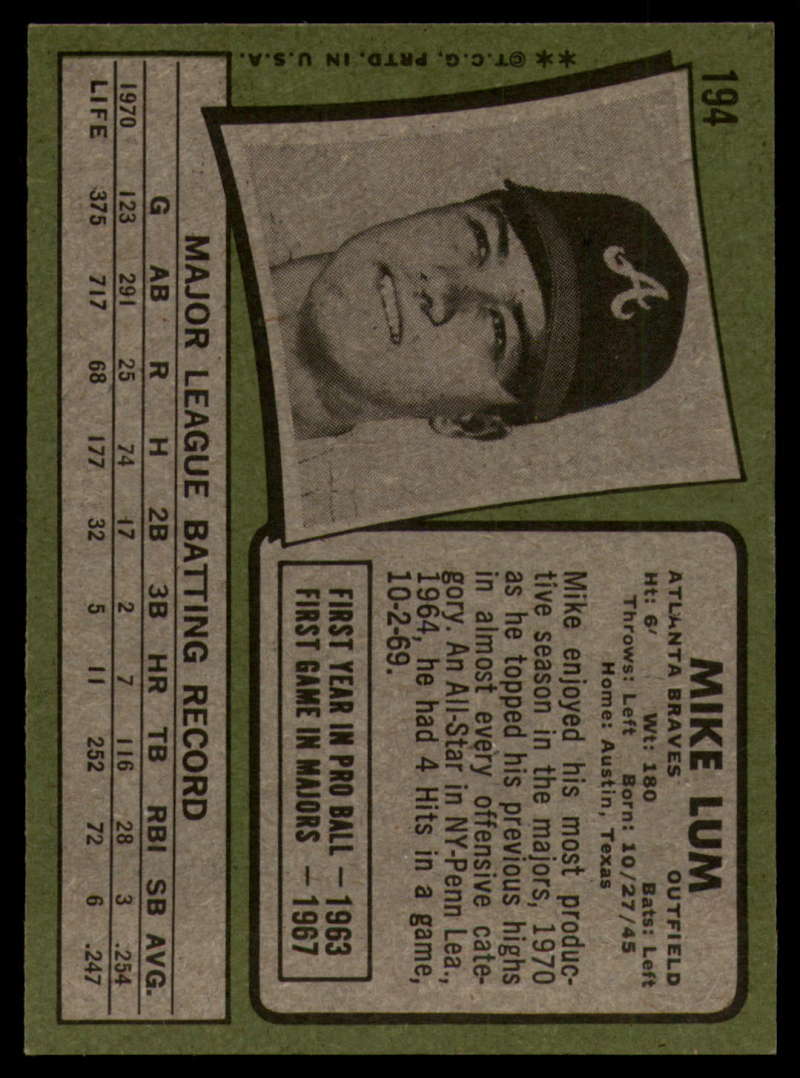 194
**©T.C.G. PRTD. IN U.S.A.
A
MIKE LUM
ATLANTA BRAVES OUTFIELD
Ht: 6' Wt: 180 Bats: Left
Throws: Left Born: 10/27/45
Home: Austin, Texas
Mike enjoyed his most produc-
tive season in the majors, 1970
as he topped his previous highs
in almost every offensive cate-
gory. An All-Star in NY-Penn Lea.,
1964, he had 4 Hits in a game,
10-2-69.
FIRST YEAR IN PRO BALL — 1963
FIRST GAME IN MAJORS — 1967
MAJOR LEAGUE BATTING RECORD
G AB R H 2B 3B HR TB RBI SB AVG.
1970 123 291 25 74 17 2 7 116 28 3 .254
LIFE 375 717 68 177 32 5 11 252 72 6 .247